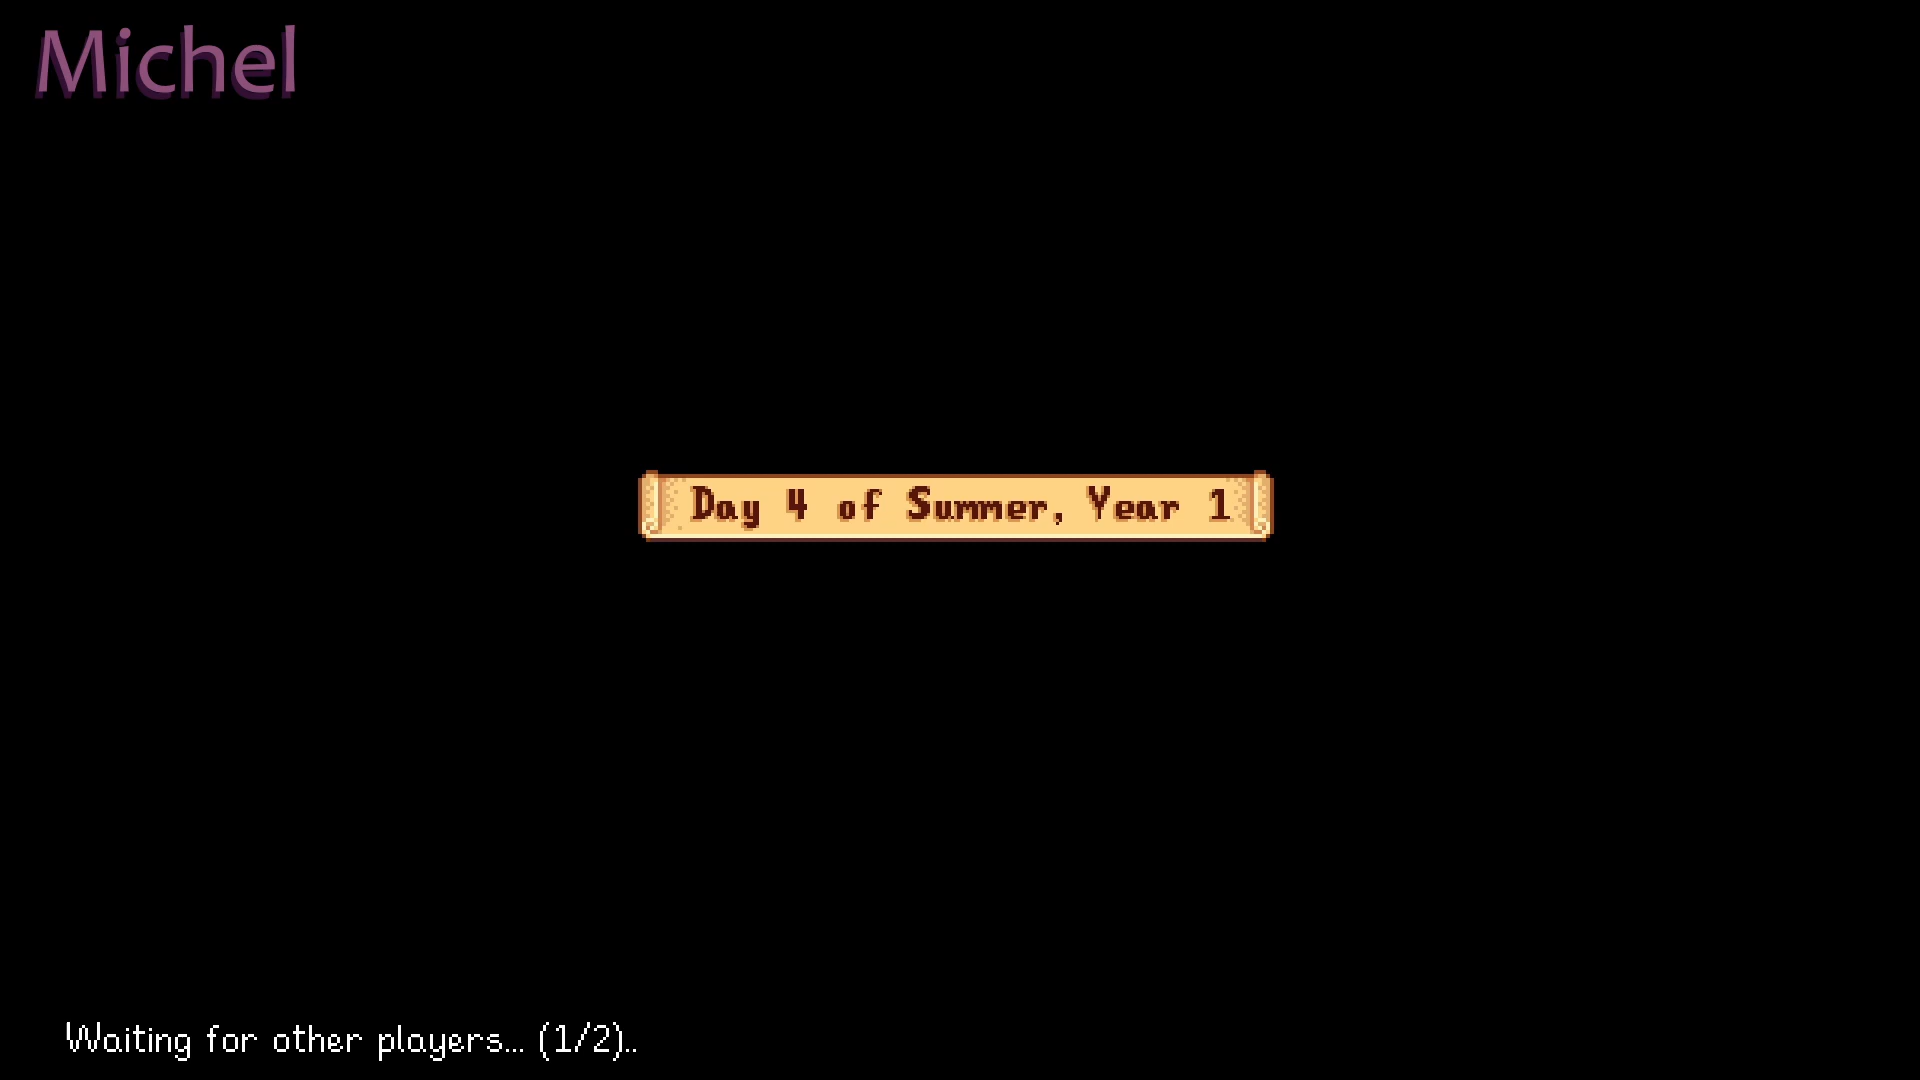 Michel
Day 4 of Summer, Year 1
Waiting for other players... (1/2)..